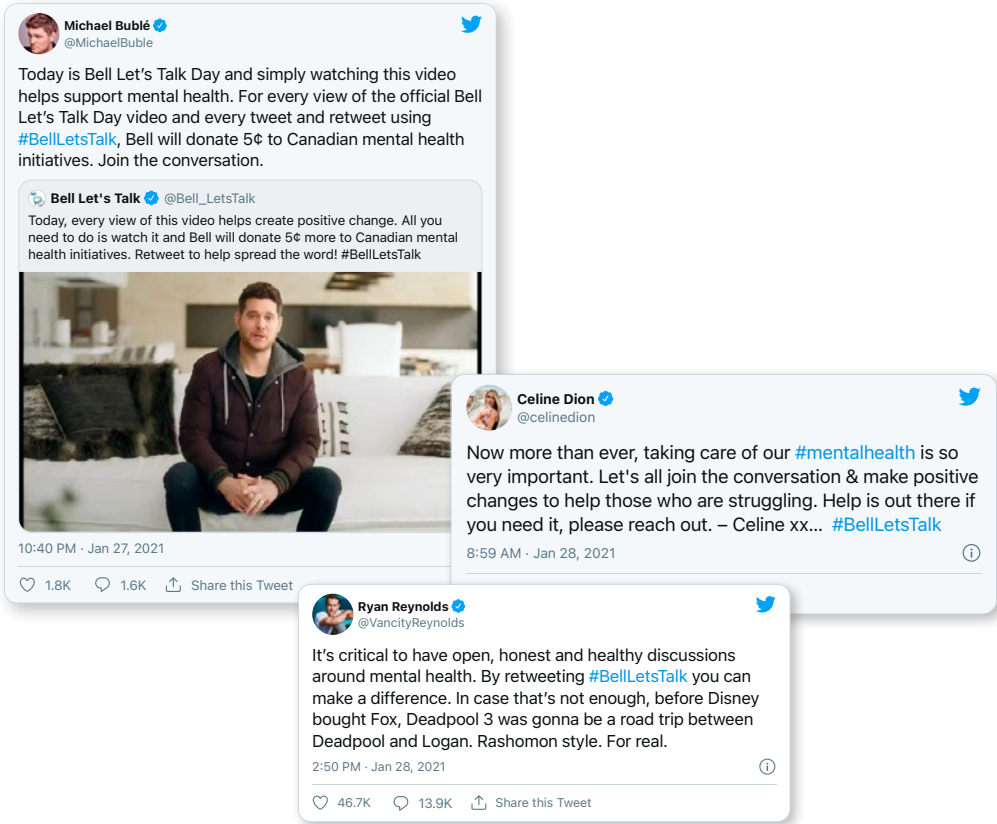 Michael Bublé
@MichaelBuble
Today is Bell Let’s Talk Day and simply watching this video
helps support mental health. For every view of the official Bell
Let’s Talk Day video and every tweet and retweet using
#BellLetsTalk, Bell will donate 5¢ to Canadian mental health
initiatives. Join the conversation.
Bell Let's Talk @Bell_LetsTalk
Today, every view of this video helps create positive change. All you
need to do is watch it and Bell will donate 5¢ more to Canadian mental
health initiatives. Retweet to help spread the word! #BellLetsTalk
10:40 PM · Jan 27, 2021
1.8K 1.6K Share this Tweet
Celine Dion
@celinedion
Now more than ever, taking care of our #mentalhealth is so
very important. Let's all join the conversation & make positive
changes to help those who are struggling. Help is out there if
you need it, please reach out. – Celine xx... #BellLetsTalk
8:59 AM · Jan 28, 2021
Ryan Reynolds
@VancityReynolds
It’s critical to have open, honest and healthy discussions
around mental health. By retweeting #BellLetsTalk you can
make a difference. In case that’s not enough, before Disney
bought Fox, Deadpool 3 was gonna be a road trip between
Deadpool and Logan. Rashomon style. For real.
2:50 PM · Jan 28, 2021
46.7K 13.9K Share this Tweet